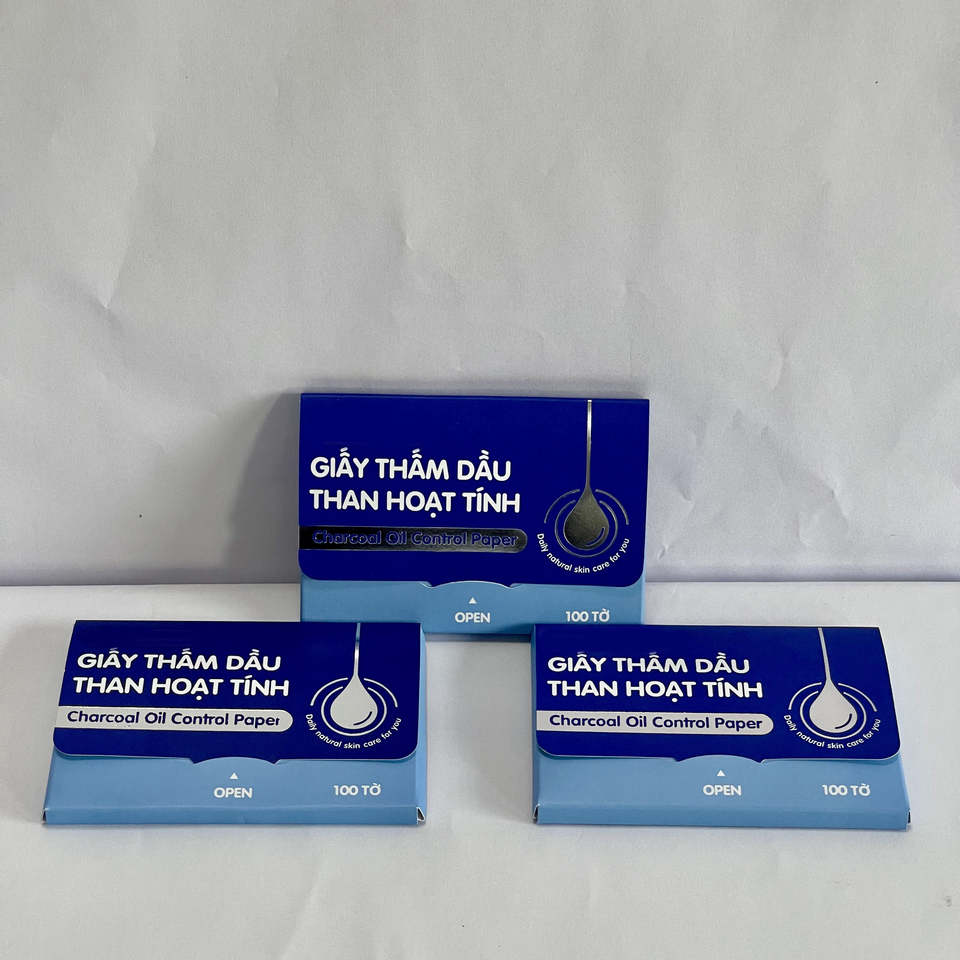 GIẤY THẤM DẦU
THAN HOẠT TÍNH
Charcoal Oil Control Paper
Daily natural skin care for you
OPEN
100 TỜ
GIẤY THẤM DẦU
THAN HOẠT TÍNH
Charcoal Oil Control Paper
Daily natural skin care for you
OPEN
100 TỜ
GIẤY THẤM DẦU
THAN HOẠT TÍNH
Charcoal Oil Control Paper
Daily natural skin care for you
OPEN
100 TỜ